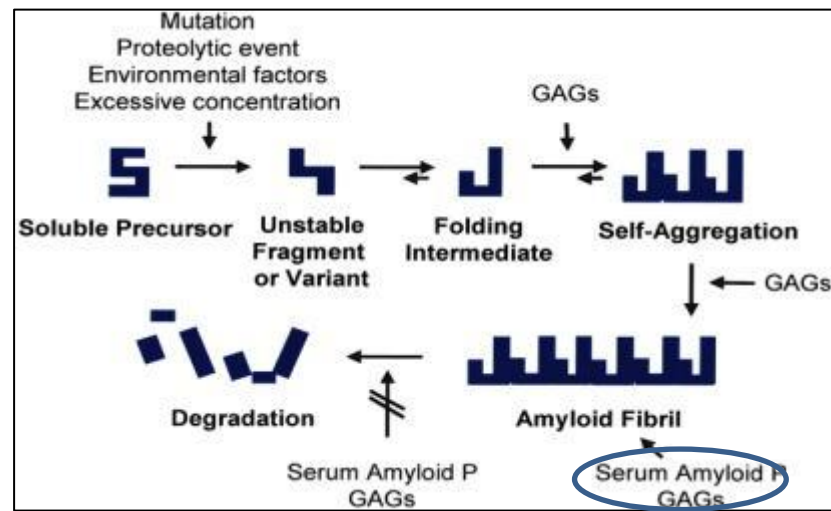 Mutation
Proteolytic event
Environmental factors
Excessive concentration
GAGs
Soluble Precursor
Unstable
Fragment
or Variant
Folding
Intermediate
Self-Aggregation
GAGs
Degradation
Amyloid Fibril
Serum Amyloid P
GAGs
Serum Amyloid P
GAGs